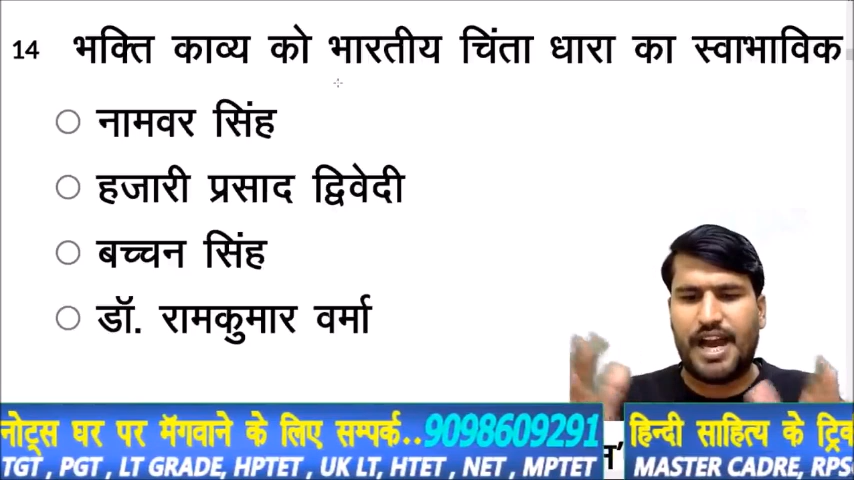 14 भक्ति काव्य को भारतीय चिंता धारा का स्वाभाविक
नामवर सिंह
हजारी प्रसाद द्विवेदी
बच्चन सिंह
डॉ. रामकुमार वर्मा
नोट्स घर पर मॅगवाने के लिए सम्पर्क..9098609291
हिन्दी साहित्य के
TGT , PGT , LT GRADE, HPTET , UK LT, HTET , NET , MPTET
MASTER CADRE,